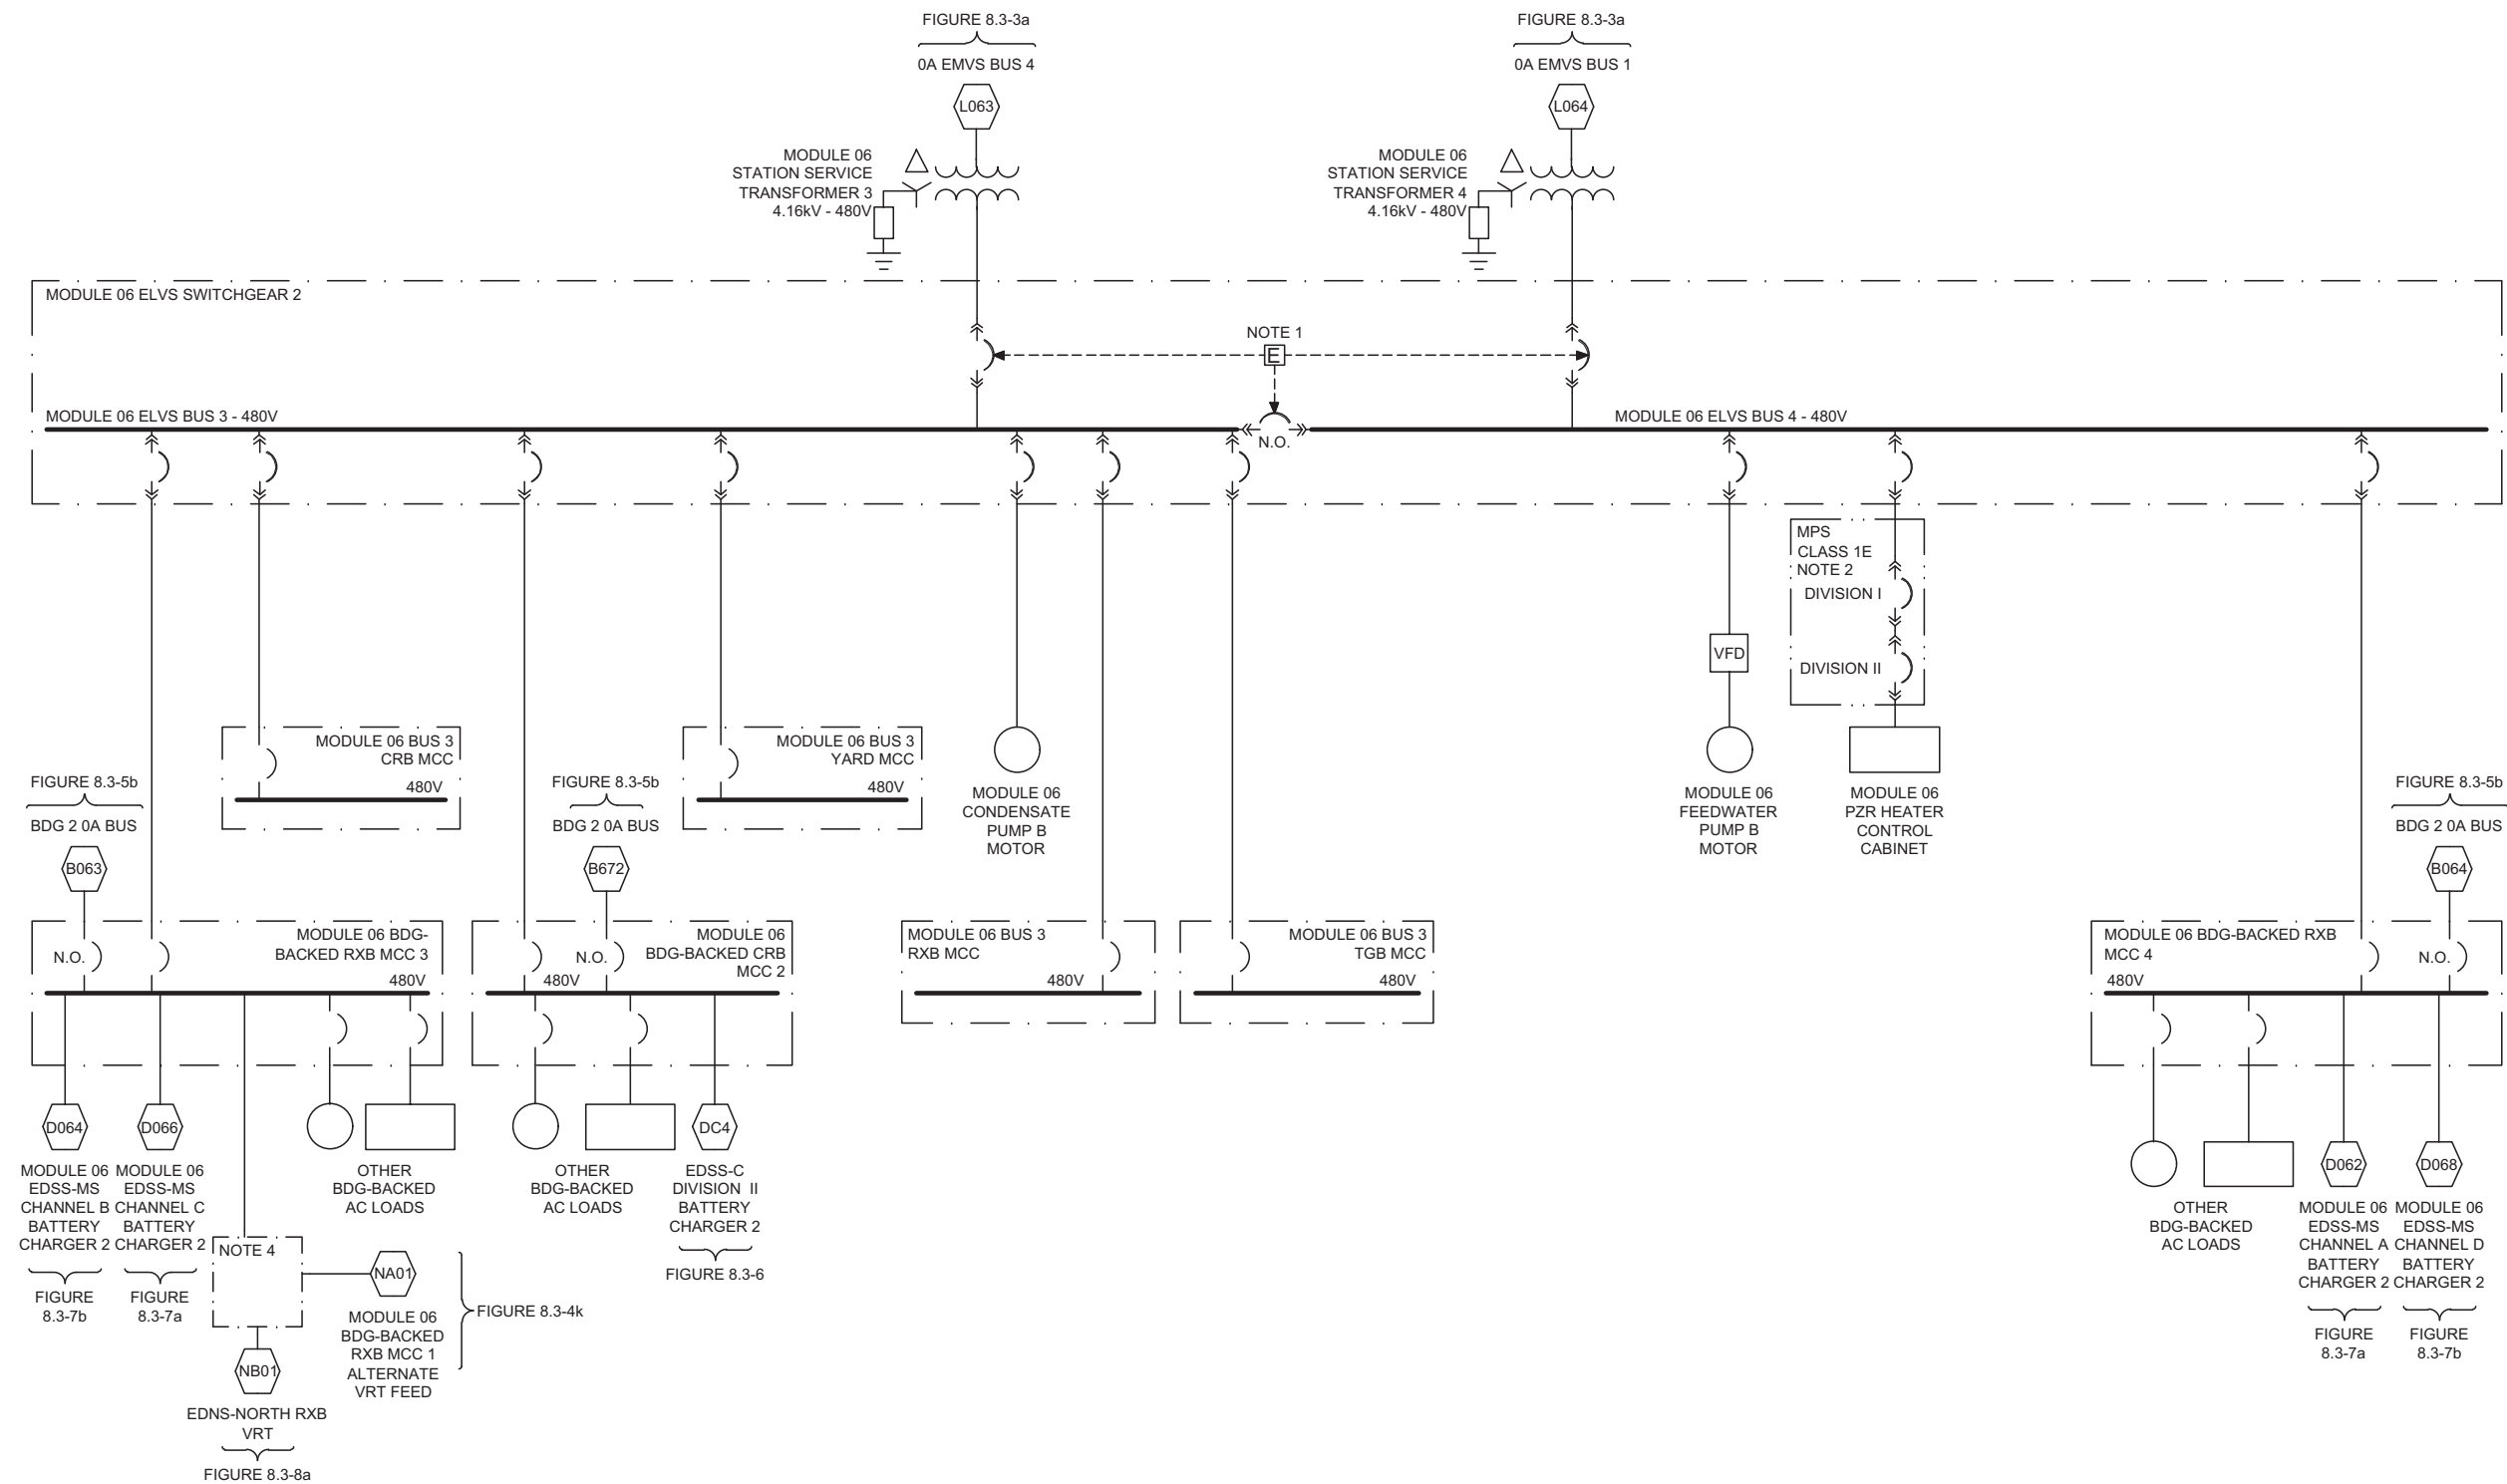 FIGURE 8.3-3a
0A EMVS BUS 4
L063
MODULE 06
STATION SERVICE
TRANSFORMER 3
4.16kV - 480V
FIGURE 8.3-3a
0A EMVS BUS 1
L064
MODULE 06
STATION SERVICE
TRANSFORMER 4
4.16kV - 480V
MODULE 06 ELVS SWITCHGEAR 2
NOTE 1
E
MODULE 06 ELVS BUS 3 - 480V
N.O.
MODULE 06 ELVS BUS 4 - 480V
MPS
CLASS 1E
NOTE 2
DIVISION I
DIVISION II
VFD
MODULE 06 BUS 3
CRB MCC
480V
MODULE 06 BUS 3
YARD MCC
480V
MODULE 06
CONDENSATE
PUMP B
MOTOR
MODULE 06
FEEDWATER
PUMP B
MOTOR
MODULE 06
PZR HEATER
CONTROL
CABINET
FIGURE 8.3-5b
BDG 2 0A BUS
B063
FIGURE 8.3-5b
BDG 2 0A BUS
B672
FIGURE 8.3-5b
BDG 2 0A BUS
B064
N.O.
MODULE 06 BDG-
BACKED RXB MCC 3
480V
N.O.
MODULE 06
BDG-BACKED CRB
MCC 2
480V
MODULE 06 BUS 3
RXB MCC
480V
MODULE 06 BUS 3
TGB MCC
480V
MODULE 06 BDG-BACKED RXB
MCC 4
480V
N.O.
D064
MODULE 06
EDSS-MS
CHANNEL B
BATTERY
CHARGER 2
FIGURE
8.3-7b
D066
MODULE 06
EDSS-MS
CHANNEL C
BATTERY
CHARGER 2
FIGURE
8.3-7a
OTHER
BDG-BACKED
AC LOADS
OTHER
BDG-BACKED
AC LOADS
DC4
EDSS-C
DIVISION II
BATTERY
CHARGER 2
FIGURE 8.3-6
OTHER
BDG-BACKED
AC LOADS
D062
MODULE 06
EDSS-MS
CHANNEL A
BATTERY
CHARGER 2
FIGURE
8.3-7a
D068
MODULE 06
EDSS-MS
CHANNEL D
BATTERY
CHARGER 2
FIGURE
8.3-7b
NOTE 4
NA01
MODULE 06
BDG-BACKED
RXB MCC 1
ALTERNATE
VRT FEED
FIGURE 8.3-4k
NB01
EDNS-NORTH RXB
VRT
FIGURE 8.3-8a